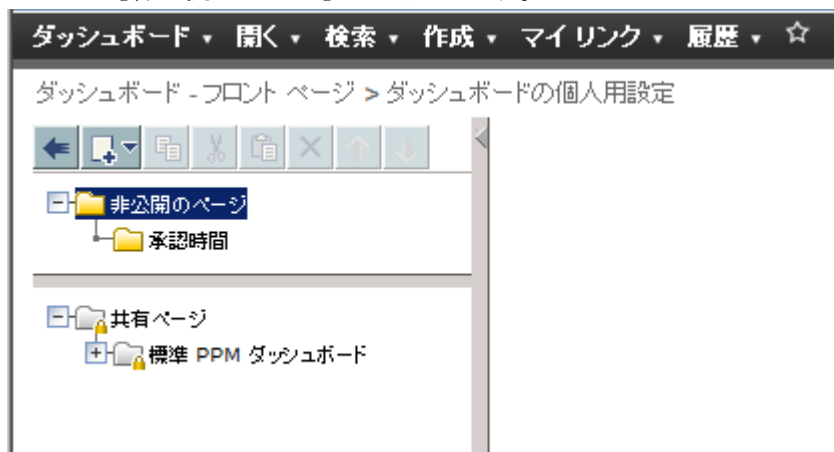 ダッシュボード ▾ 開く ▾ 検索 ▾ 作成 ▾ マイ リンク ▾ 履歴 ▾ ☆
ダッシュボード - フロント ページ > ダッシュボードの個人用設定
非公開のページ
承認時間
共有ページ
標準 PPM ダッシュボード